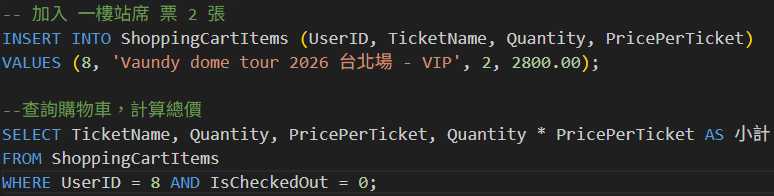 -- 加入 一樓站席 票 2 張
INSERT INTO ShoppingCartItems (UserID, TicketName, Quantity, PricePerTicket)
VALUES (8, 'Vaundy dome tour 2026 台北場 - VIP', 2, 2800.00);
--查詢購物車，計算總價
SELECT TicketName, Quantity, PricePerTicket, Quantity * PricePerTicket AS 小計
FROM ShoppingCartItems
WHERE UserID = 8 AND IsCheckedOut = 0;